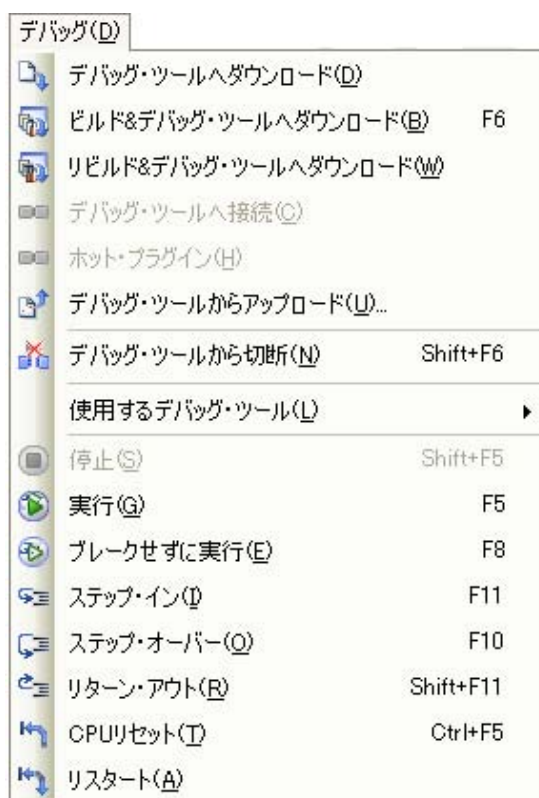 デバッグ(D)
デバッグ・ツールへダウンロード(D)
ビルド&デバッグ・ツールへダウンロード(B) F6
リビルド&デバッグ・ツールへダウンロード(W)
デバッグ・ツールへ接続(C)
ホット・プラグイン(H)
デバッグ・ツールからアップロード(U)...
デバッグ・ツールから切断(N) Shift+F6
使用するデバッグ・ツール(L)
停止(S) Shift+F5
実行(G) F5
ブレークせずに実行(E) F8
ステップ・イン(I) F11
ステップ・オーバー(O) F10
リターン・アウト(R) Shift+F11
CPUリセット(T) Ctrl+F5
リスタート(A)